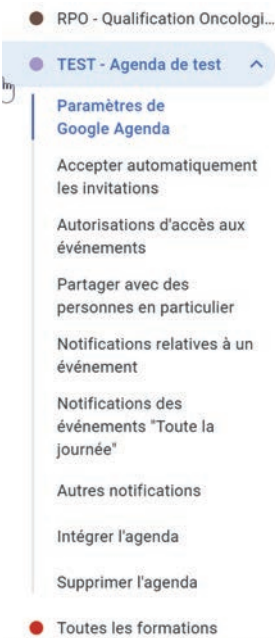 RPO - Qualification Oncologi...
TEST - Agenda de test
Paramètres de
Google Agenda
Accepter automatiquement
les invitations
Autorisations d'accès aux
événements
Partager avec des
personnes en particulier
Notifications relatives à un
événement
Notifications des
événements "Toute la
journée"
Autres notifications
Intégrer l'agenda
Supprimer l'agenda
Toutes les formations